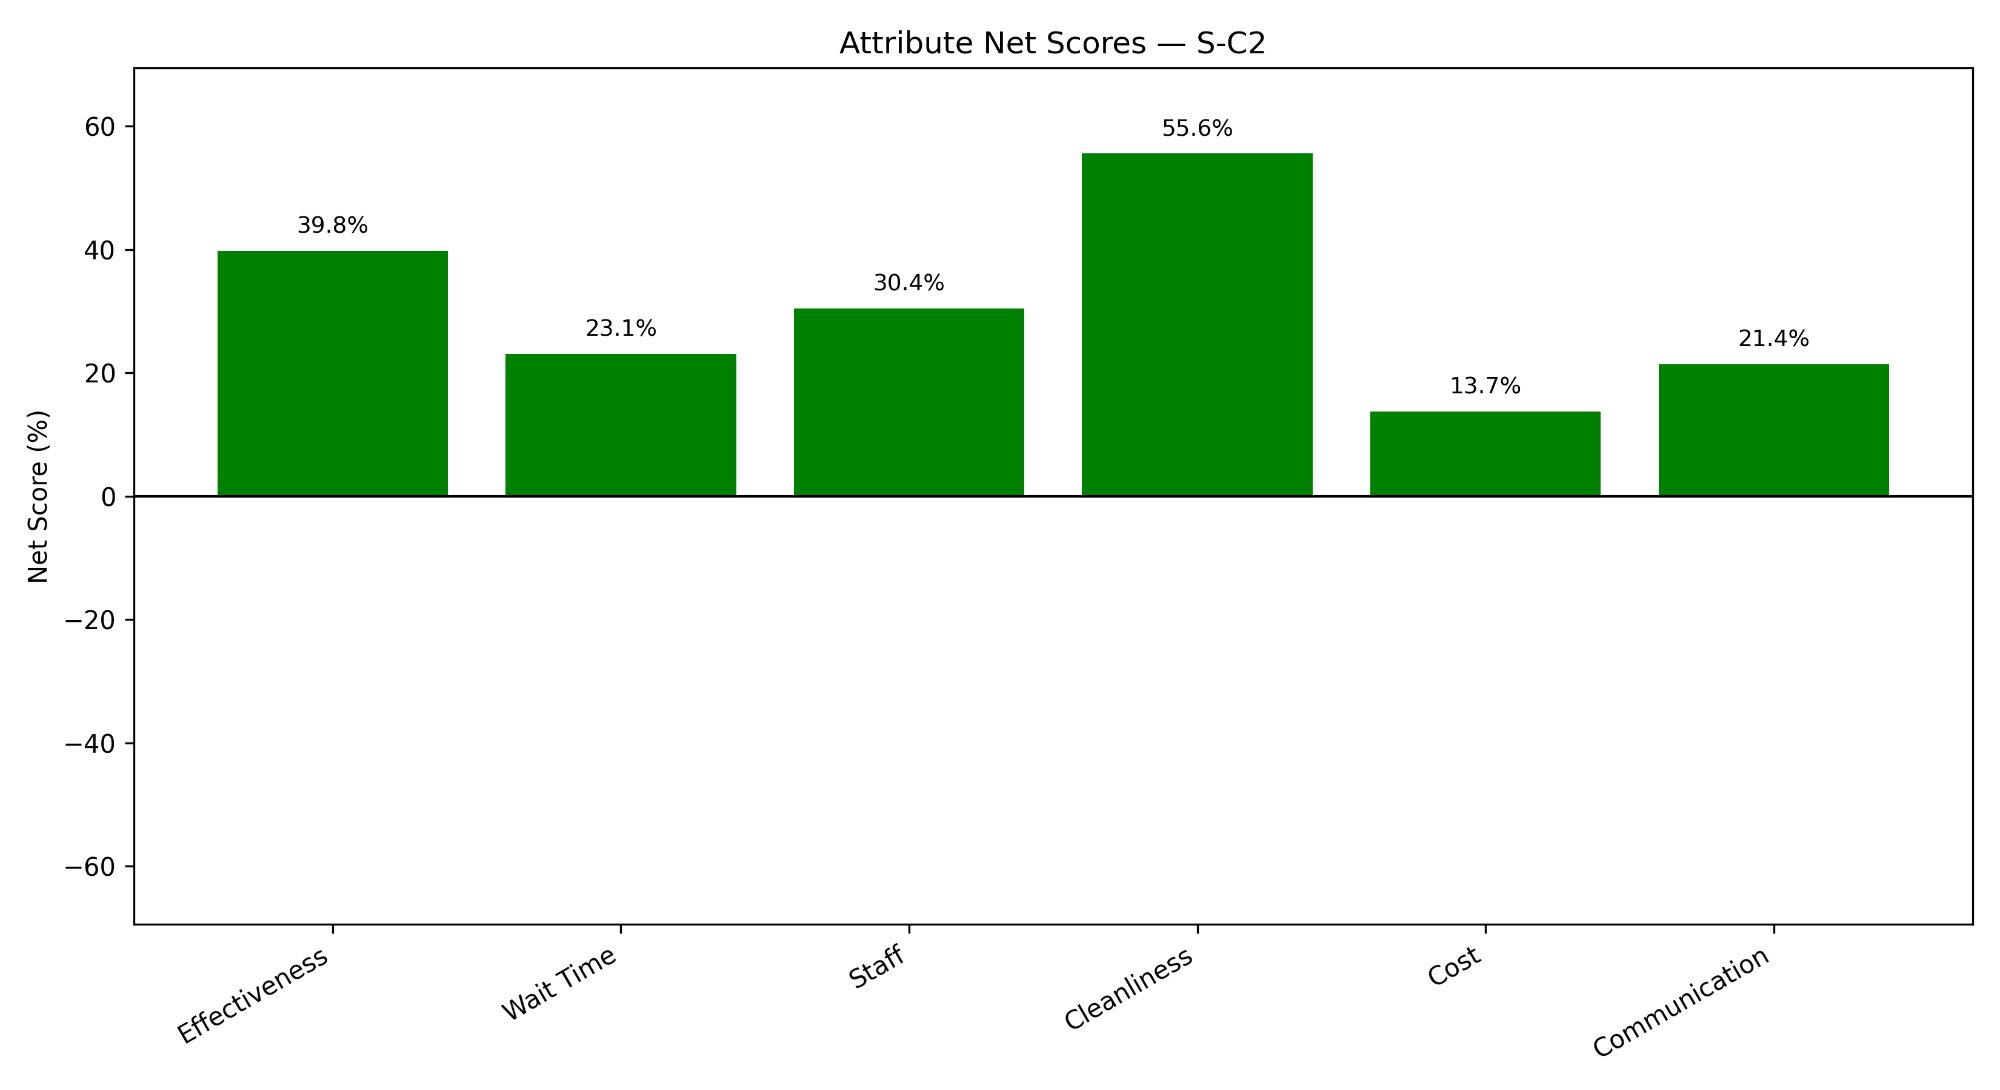 Attribute Net Scores — S-C2
Net Score (%)
60
40
20
0
−20
−40
−60
39.8%
23.1%
30.4%
55.6%
13.7%
21.4%
Effectiveness
Wait Time
Staff
Cleanliness
Cost
Communication